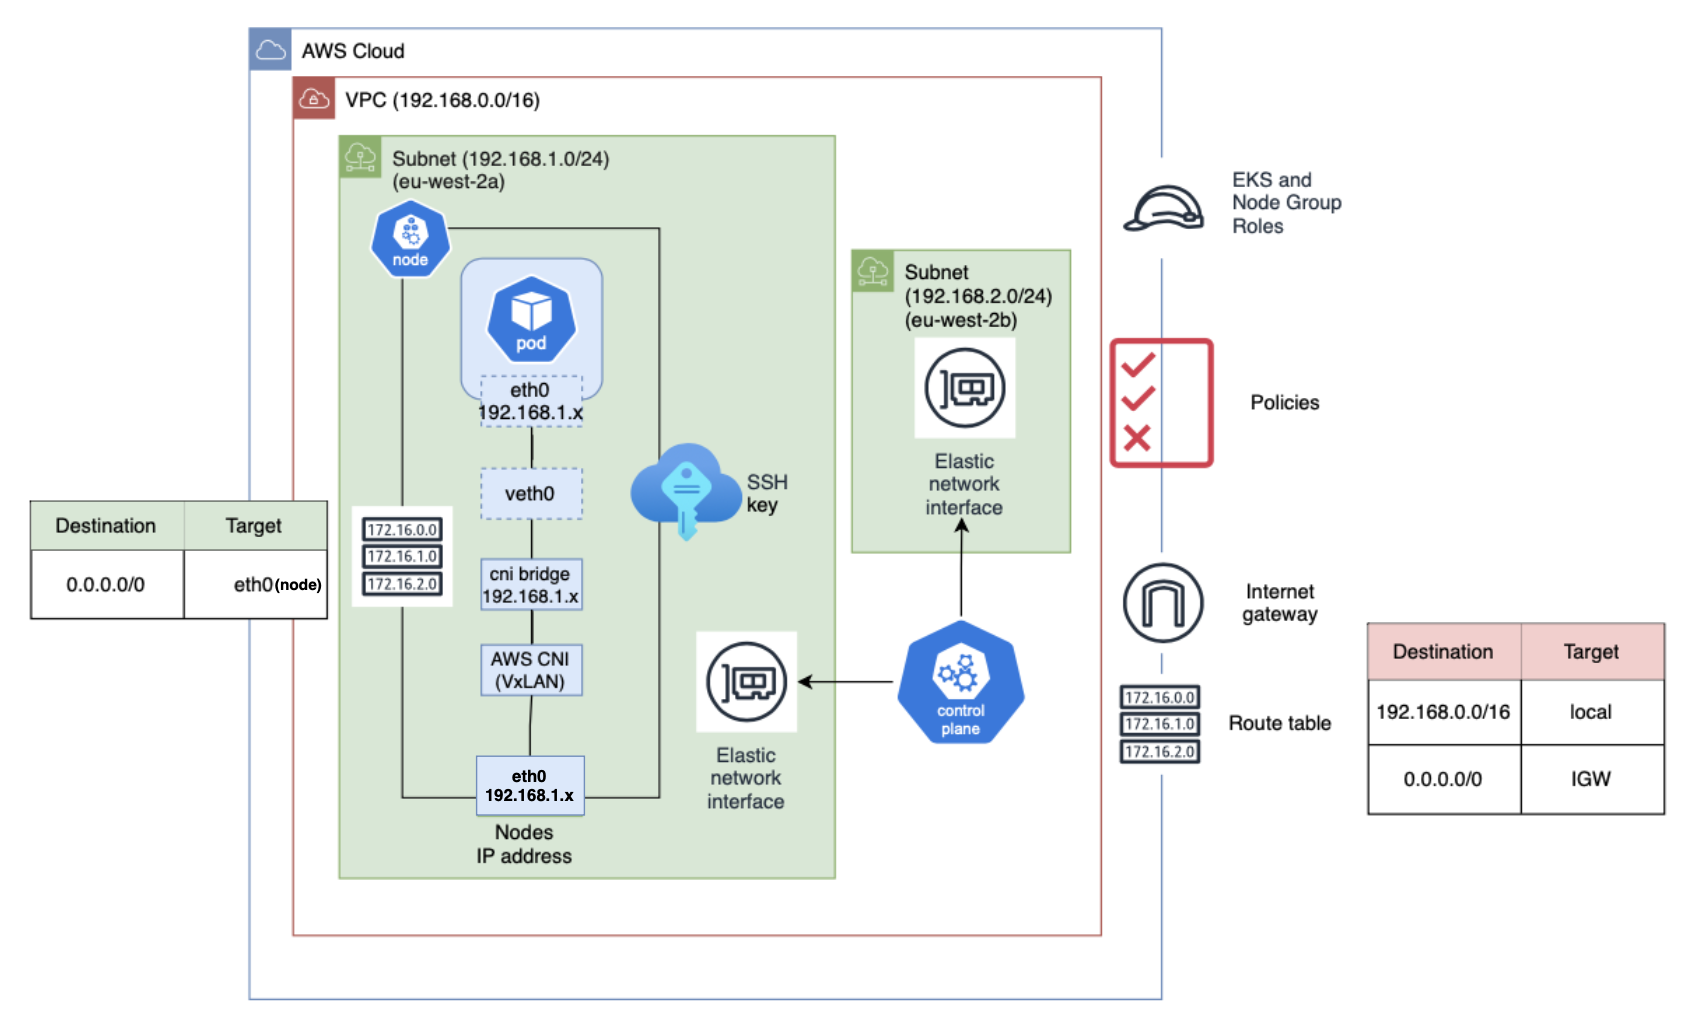 AWS Cloud
VPC (192.168.0.0/16)
Subnet (192.168.1.0/24)
(eu-west-2a)
node
pod
eth0
192.168.1.x
veth0
cni bridge
192.168.1.x
AWS CNI
(VxLAN)
eth0
192.168.1.x
Nodes
IP address
172.16.0.0
172.16.1.0
172.16.2.0
SSH
key
Elastic
network
interface
Subnet
(192.168.2.0/24)
(eu-west-2b)
Elastic
network
interface
control
plane
Destination Target
0.0.0.0/0 eth0(node)
EKS and
Node Group
Roles
Policies
Internet
gateway
172.16.0.0
172.16.1.0
172.16.2.0
Route table
Destination Target
192.168.0.0/16 local
0.0.0.0/0 IGW